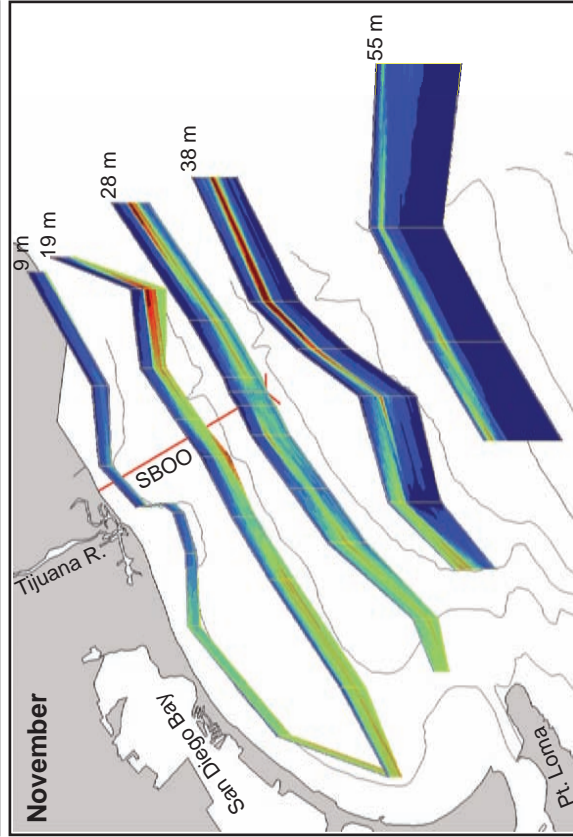 November
9 m
19 m
28 m
38 m
55 m
SBOO
Tijuana R.
San Diego Bay
Pt. Loma